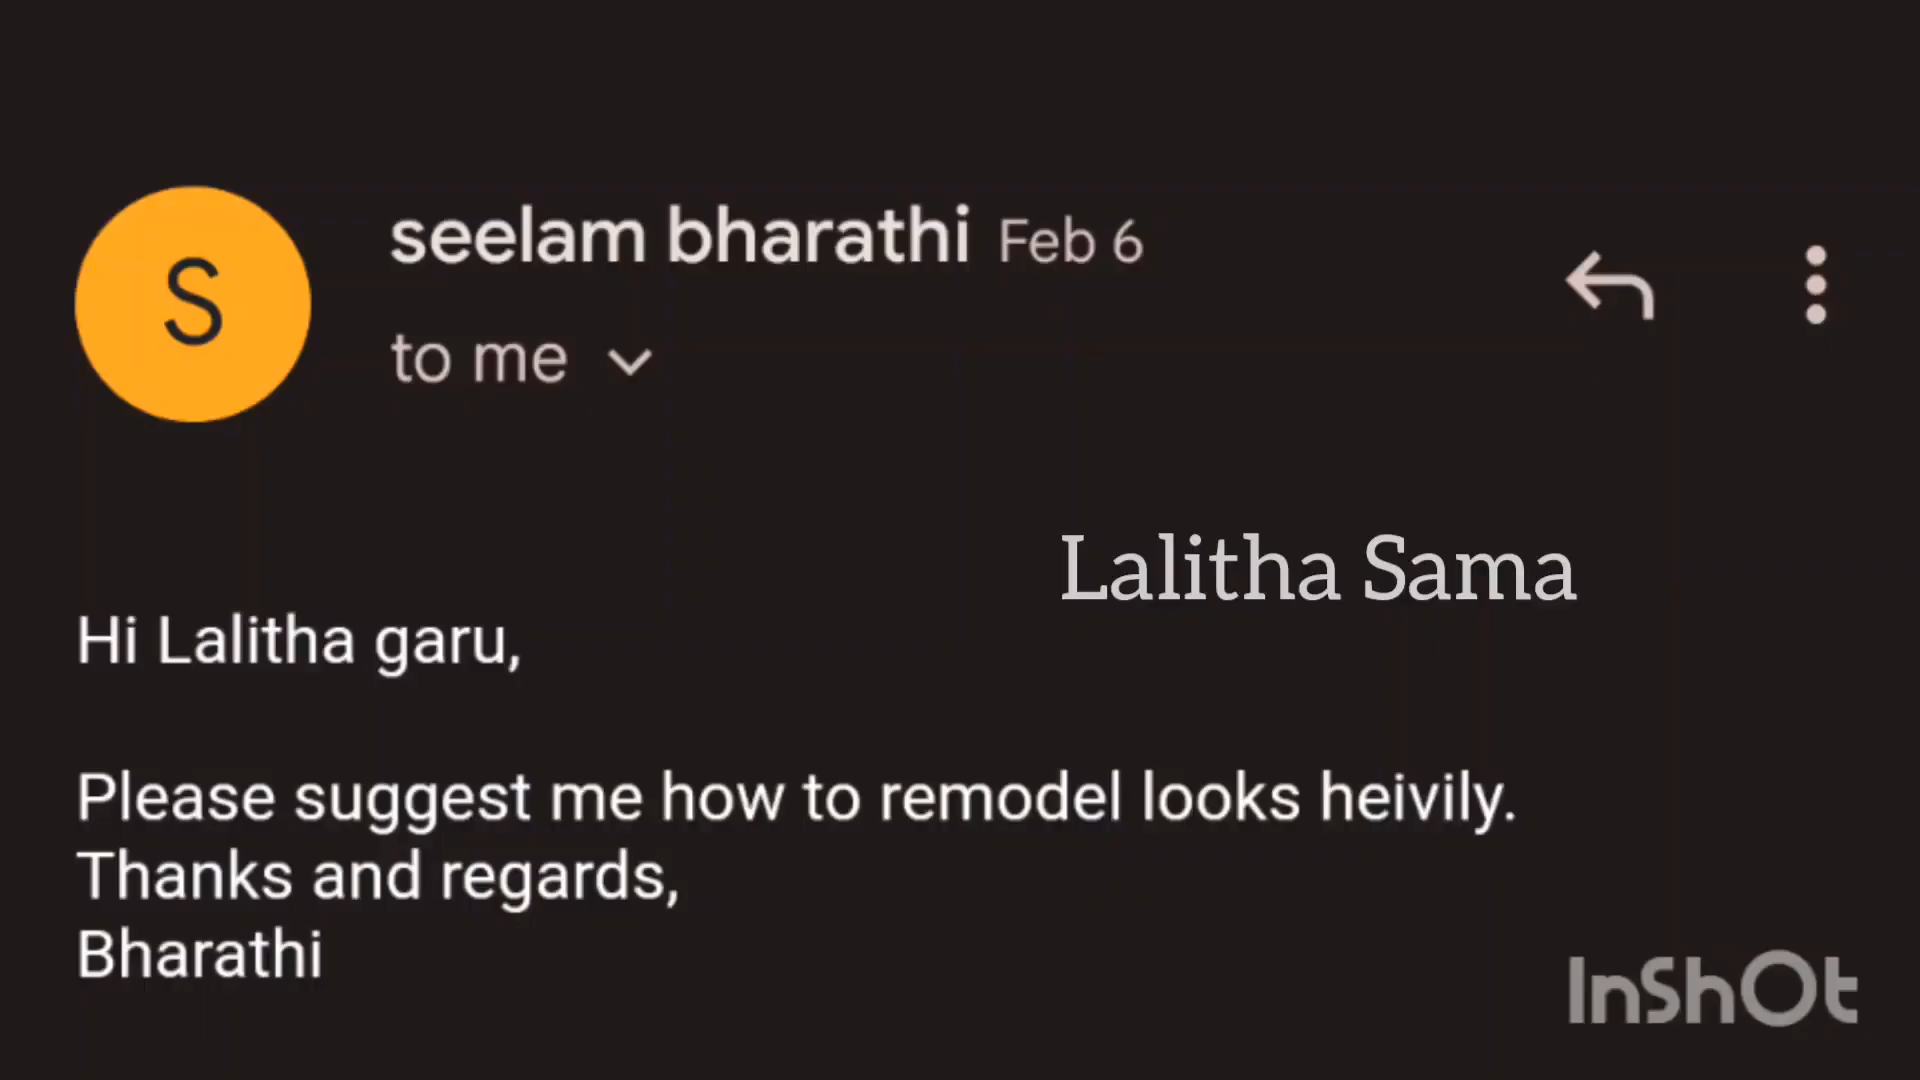 S
seelam bharathi Feb 6
to me
Lalitha Sama
Hi Lalitha garu,
Please suggest me how to remodel looks heivily.
Thanks and regards,
Bharathi
InShOt